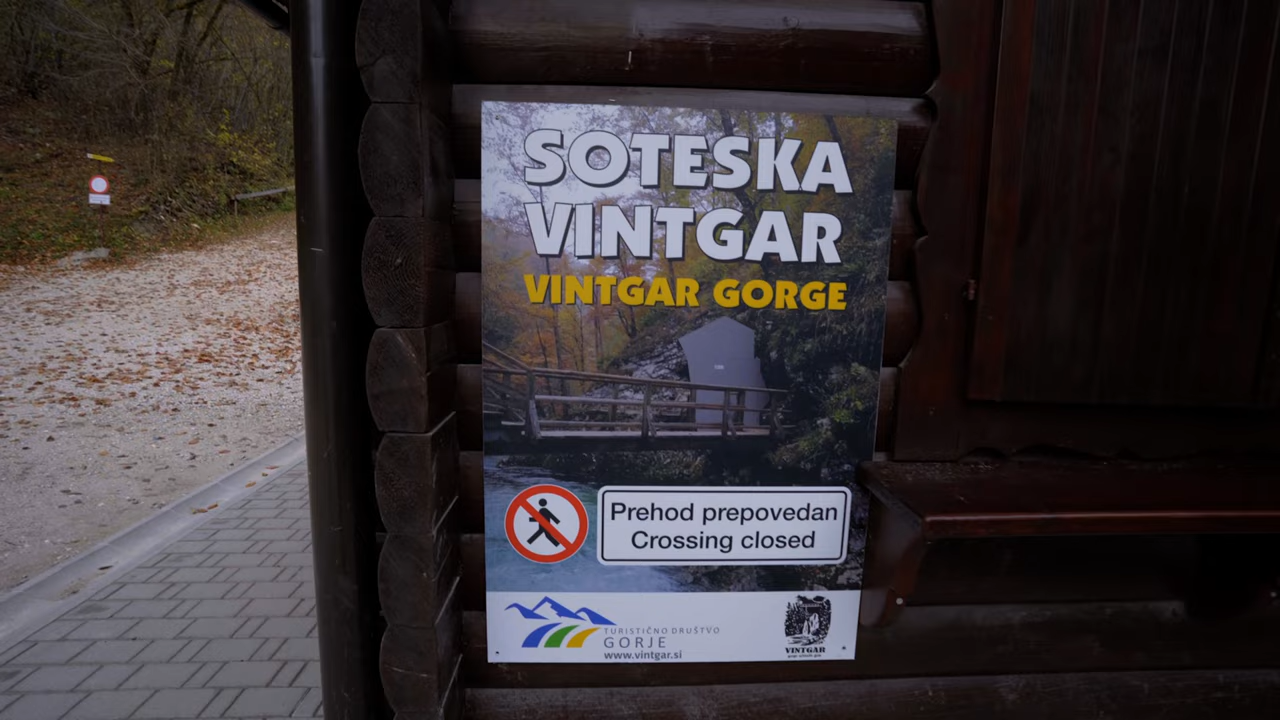 SOTESKA
VINTGAR
VINTGAR GORGE
Prehod prepovedan
Crossing closed
TURISTIČNO DRUŠTVO
GORJE
www.vintgar.si
VINTGAR